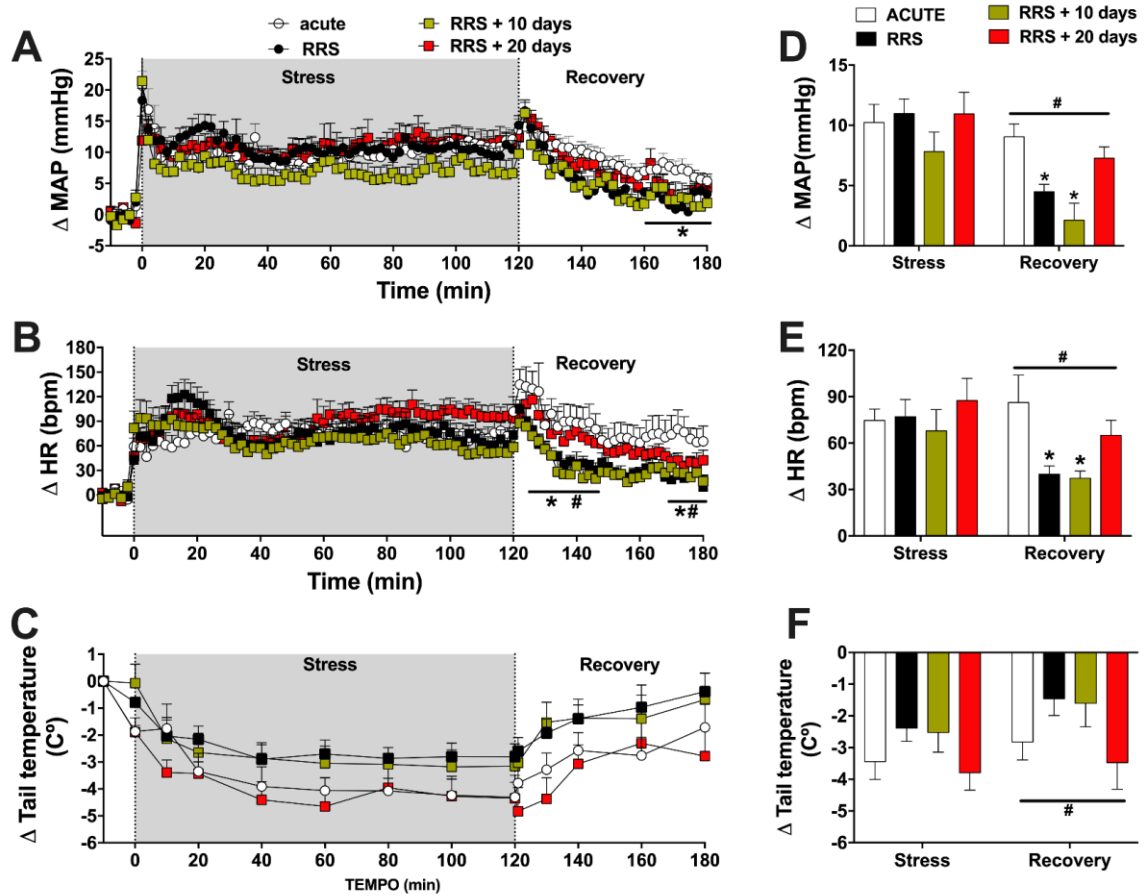 acute
RRS
RRS + 10 days
RRS + 20 days
A
Δ MAP (mmHg)
25
20
15
10
5
0
-5
Stress
Recovery
*
0 20 40 60 80 100 120 140 160 180
Time (min)
B
Δ HR (bpm)
180
150
120
90
60
30
0
Stress
Recovery
* #
*#
0 20 40 60 80 100 120 140 160 180
Time (min)
C
Δ Tail temperature
(Cº)
1
0
-1
-2
-3
-4
-5
-6
Stress
Recovery
0 20 40 60 80 100 120 140 160 180
TEMPO (min)
ACUTE
RRS
RRS + 10 days
RRS + 20 days
D
Δ MAP(mmHg)
15
10
5
0
#
* *
Stress Recovery
E
Δ HR (bpm)
120
90
60
30
0
#
* *
Stress Recovery
F
Δ Tail temperature
(Cº)
0
-1
-2
-3
-4
-5
-6
#
Stress Recovery